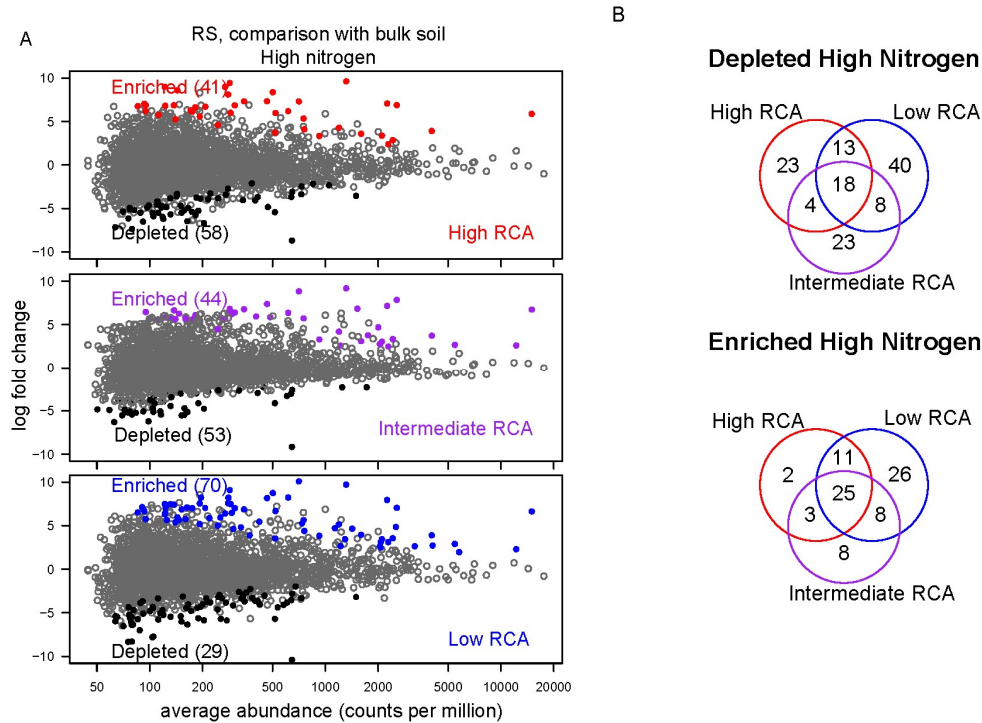 A
RS, comparison with bulk soil
High nitrogen
log fold change
10
5
0
−5
−10
Enriched (41)
Depleted (58)
High RCA
10
5
0
−5
−10
Enriched (44)
Depleted (53)
Intermediate RCA
10
5
0
−5
−10
Enriched (70)
Depleted (29)
Low RCA
50 100 200 500 1000 2000 5000 10000 20000
average abundance (counts per million)
B
Depleted High Nitrogen
High RCA Low RCA
13
23 40
18
4 8
23
Intermediate RCA
Enriched High Nitrogen
High RCA Low RCA
11
2 26
25
3 8
8
Intermediate RCA